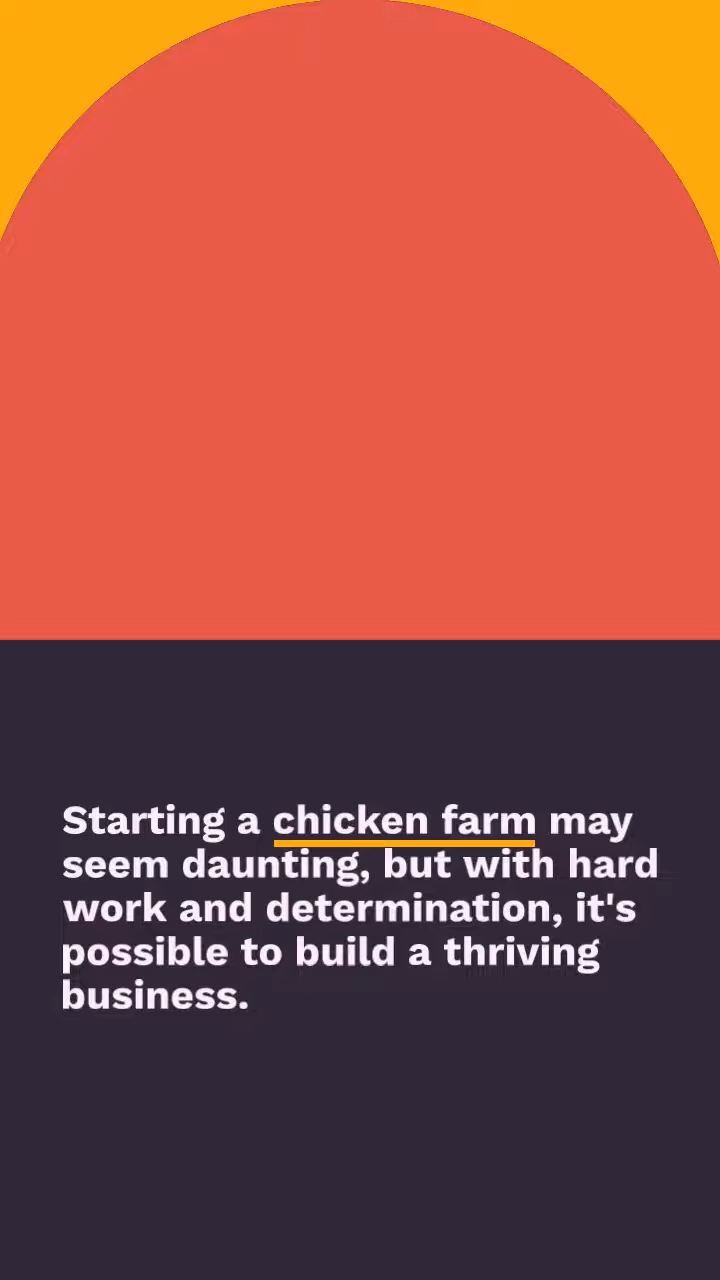 Starting a chicken farm may
seem daunting, but with hard
work and determination, it's
possible to build a thriving
business.